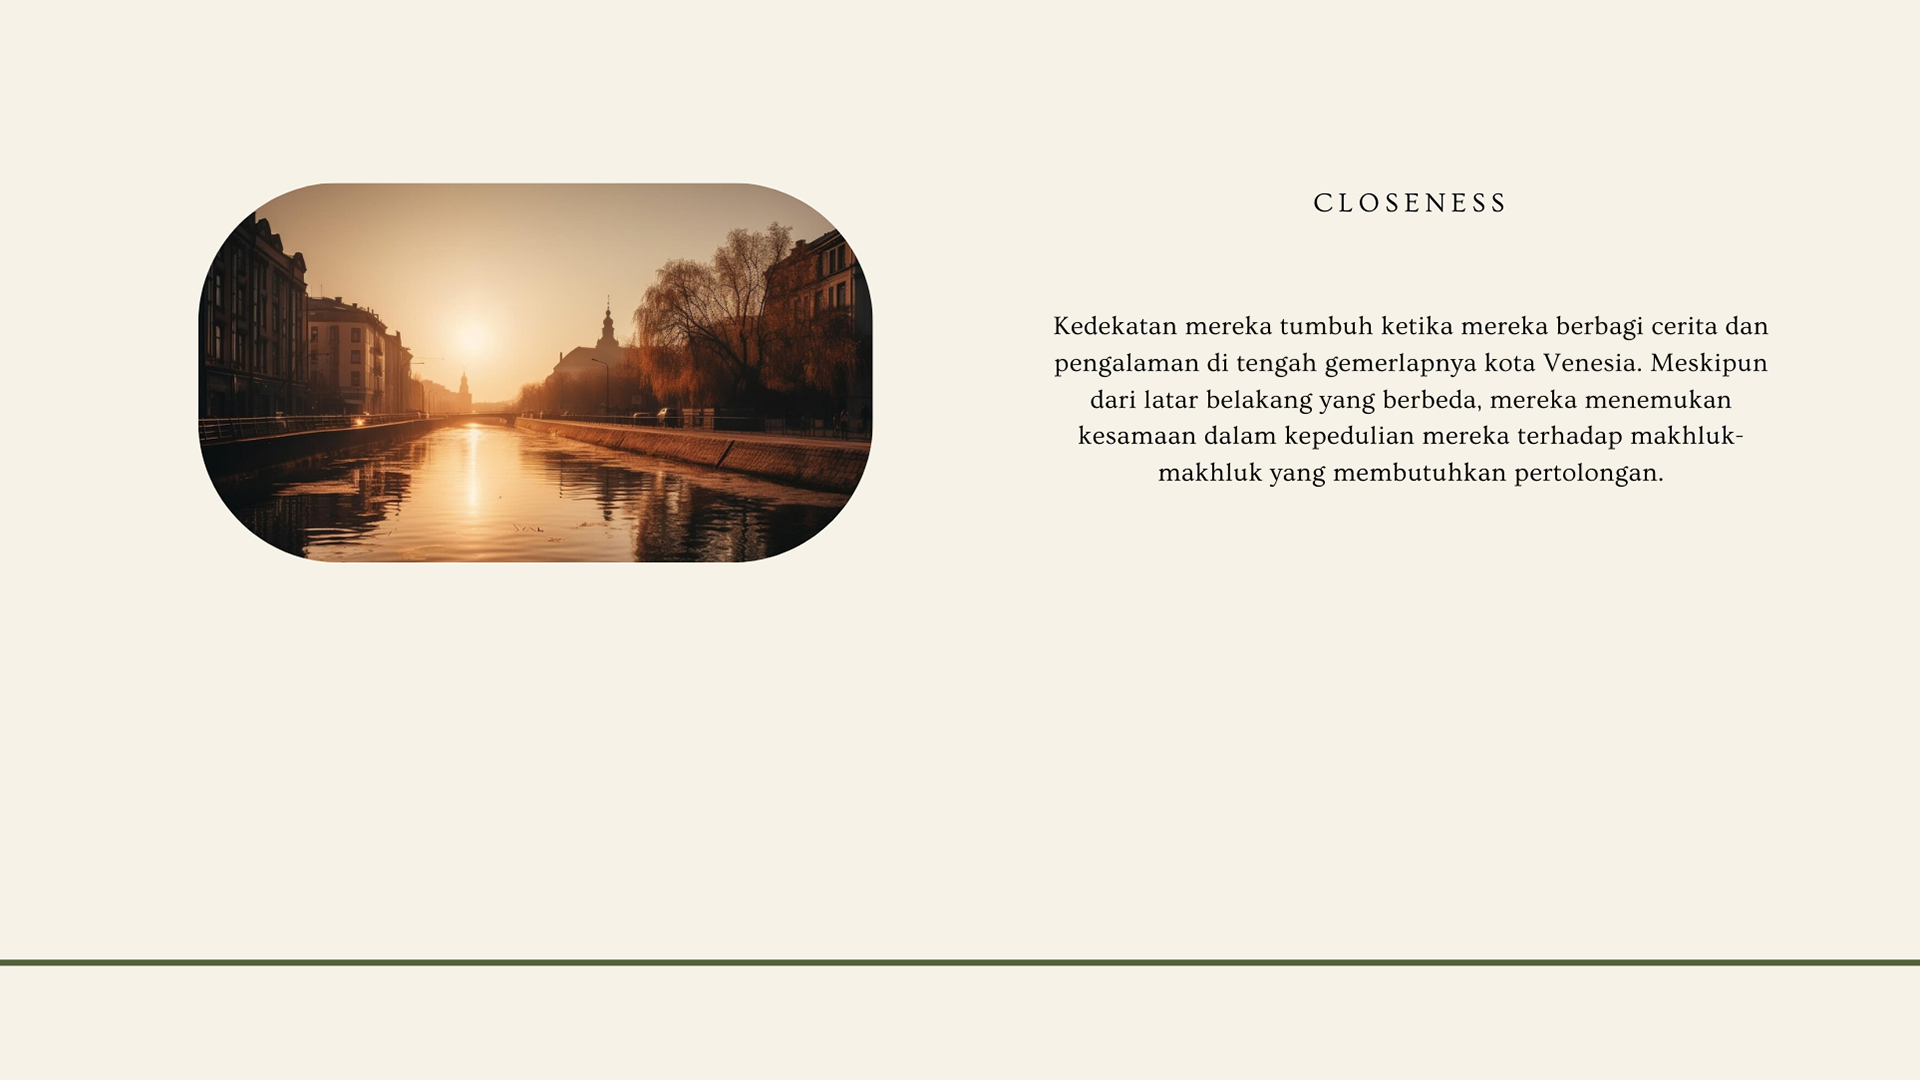 CLOSENESS
Kedekatan mereka tumbuh ketika mereka berbagi cerita dan
pengalaman di tengah gemerlapnya kota Venesia. Meskipun
dari latar belakang yang berbeda, mereka menemukan
kesamaan dalam kepedulian mereka terhadap makhluk-
makhluk yang membutuhkan pertolongan.